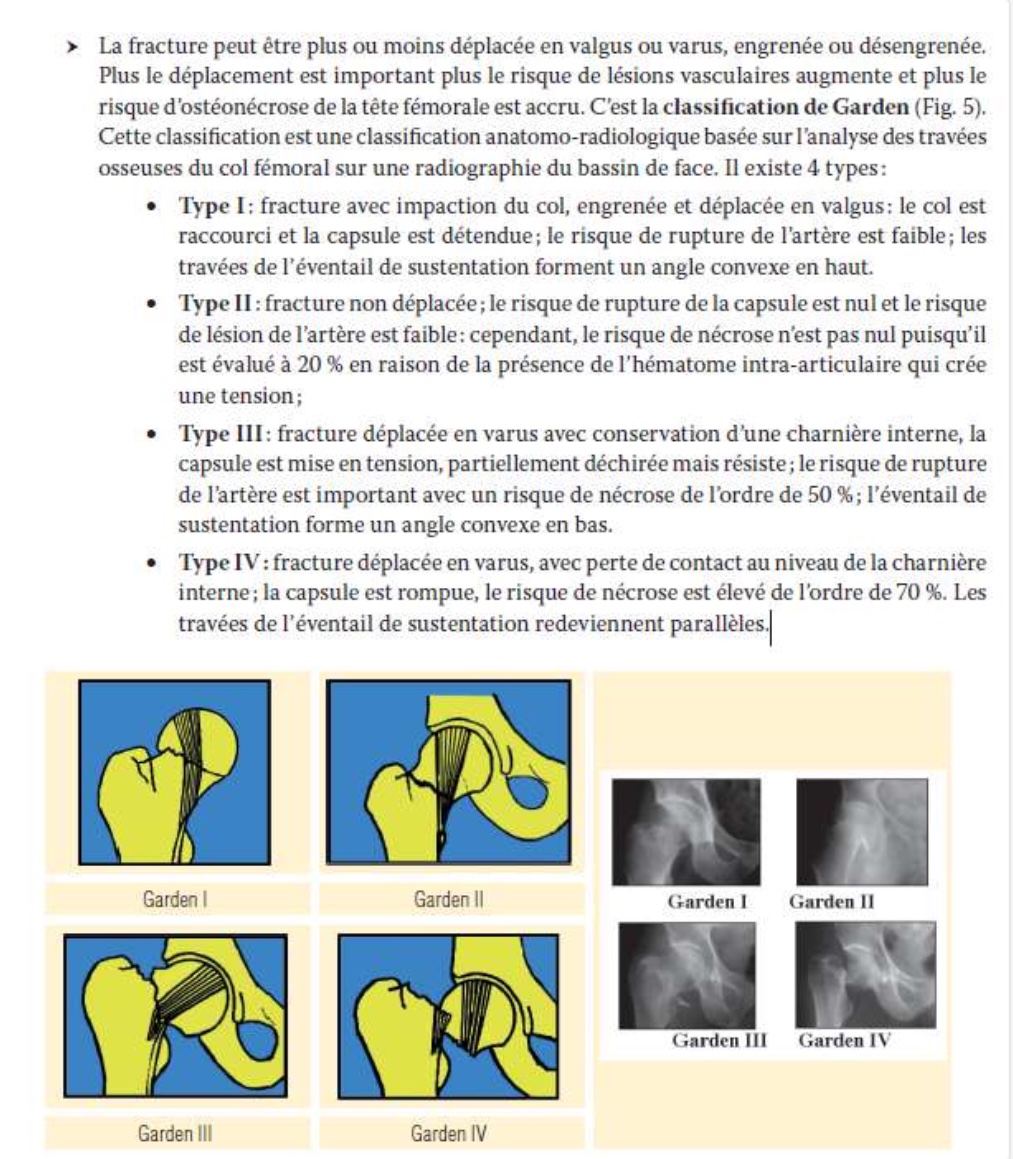 ➤ La fracture peut être plus ou moins déplacée en valgus ou varus, engrenée ou désengrenée.
Plus le déplacement est important plus le risque de lésions vasculaires augmente et plus le
risque d'ostéonécrose de la tête fémorale est accru. C'est la classification de Garden (Fig. 5).
Cette classification est une classification anatomo-radiologique basée sur l'analyse des travées
osseuses du col fémoral sur une radiographie du bassin de face. Il existe 4 types :
• Type I : fracture avec impaction du col, engrenée et déplacée en valgus : le col est
raccourci et la capsule est détendue ; le risque de rupture de l'artère est faible ; les
travées de l'éventail de sustentation forment un angle convexe en haut.
• Type II : fracture non déplacée ; le risque de rupture de la capsule est nul et le risque
de lésion de l'artère est faible : cependant, le risque de nécrose n'est pas nul puisqu'il
est évalué à 20 % en raison de la présence de l'hématome intra-articulaire qui crée
une tension ;
• Type III : fracture déplacée en varus avec conservation d'une charnière interne, la
capsule est mise en tension, partiellement déchirée mais résiste ; le risque de rupture
de l'artère est important avec un risque de nécrose de l'ordre de 50 % ; l'éventail de
sustentation forme un angle convexe en bas.
• Type IV : fracture déplacée en varus, avec perte de contact au niveau de la charnière
interne ; la capsule est rompue, le risque de nécrose est élevé de l'ordre de 70 %. Les
travées de l'éventail de sustentation redeviennent parallèles.
Garden I
Garden II
Garden III
Garden IV
Garden I
Garden II
Garden III
Garden IV